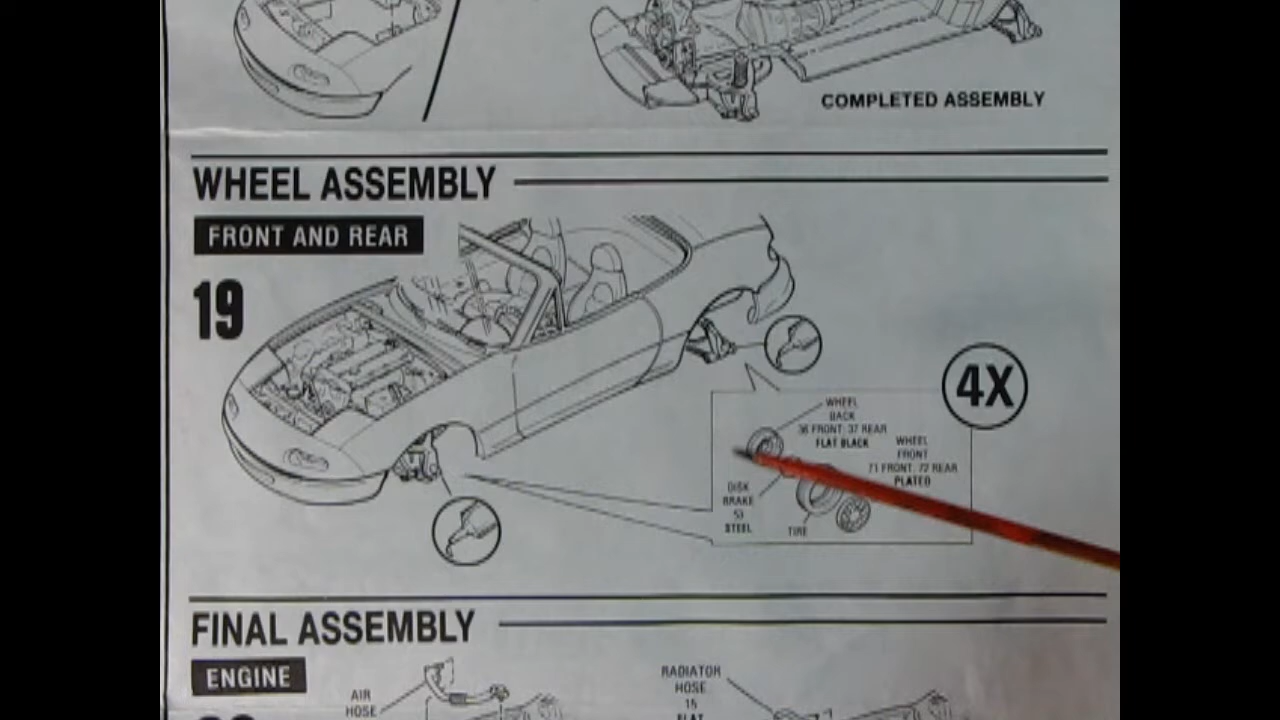 COMPLETED ASSEMBLY
WHEEL ASSEMBLY
FRONT AND REAR
19
4X
WHEEL
BACK
36 FRONT: 37 REAR
FLAT BLACK
WHEEL
FRONT
71 FRONT: 72 REAR
PLATED
DISK
BRAKE
53
STEEL
TIRE
FINAL ASSEMBLY
ENGINE
AIR
HOSE
RADIATOR
HOSE
15
FLAT